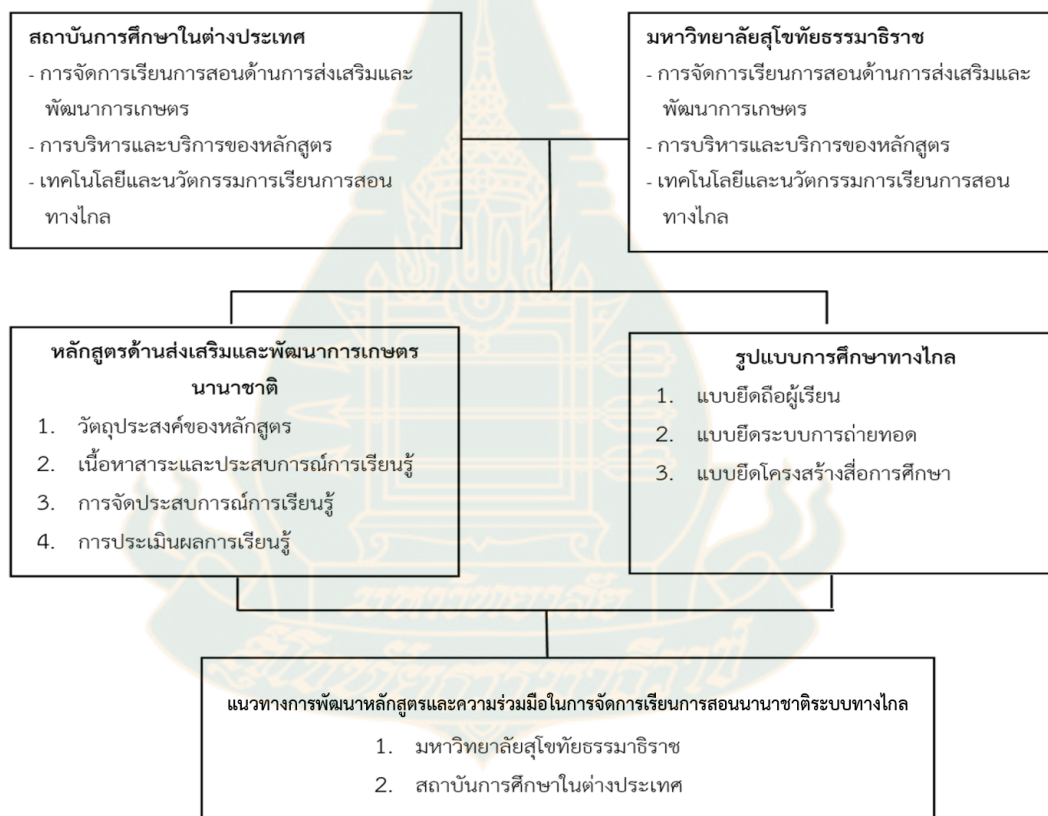 สถาบันการศึกษาในต่างประเทศ
- การจัดการเรียนการสอนด้านการส่งเสริมและ
พัฒนาการเกษตร
- การบริหารและบริการของหลักสูตร
- เทคโนโลยีและนวัตกรรมการเรียนการสอน
ทางไกล
มหาวิทยาลัยสุโขทัยธรรมาธิราช
- การจัดการเรียนการสอนด้านการส่งเสริมและ
พัฒนาการเกษตร
- การบริหารและบริการของหลักสูตร
- เทคโนโลยีและนวัตกรรมการเรียนการสอน
ทางไกล
หลักสูตรด้านส่งเสริมและพัฒนาการเกษตร
นานาชาติ
1. วัตถุประสงค์ของหลักสูตร
2. เนื้อหาสาระและประสบการณ์การเรียนรู้
3. การจัดประสบการณ์การเรียนรู้
4. การประเมินผลการเรียนรู้
รูปแบบการศึกษาทางไกล
1. แบบยึดถือผู้เรียน
2. แบบยึดระบบการถ่ายทอด
3. แบบยึดโครงสร้างสื่อการศึกษา
มหาวิทยาลัย
สุโขทัยธรรมาธิราช
แนวทางการพัฒนาหลักสูตรและความร่วมมือในการจัดการเรียนการสอนนานาชาติระบบทางไกล
1. มหาวิทยาลัยสุโขทัยธรรมาธิราช
2. สถาบันการศึกษาในต่างประเทศ